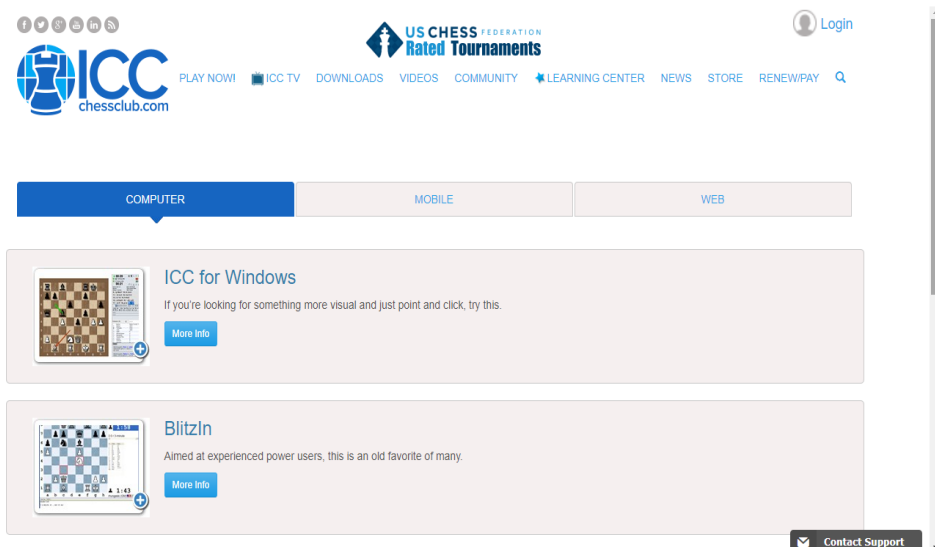 US CHESS FEDERATION
Rated Tournaments
Login
ICC
chessclub.com
PLAY NOW! ICC TV DOWNLOADS VIDEOS COMMUNITY LEARNING CENTER NEWS STORE RENEW/PAY
COMPUTER MOBILE WEB
ICC for Windows
If you're looking for something more visual and just point and click, try this.
More Info
BlitzIn
Aimed at experienced power users, this is an old favorite of many.
More Info
1:43
Contact Support